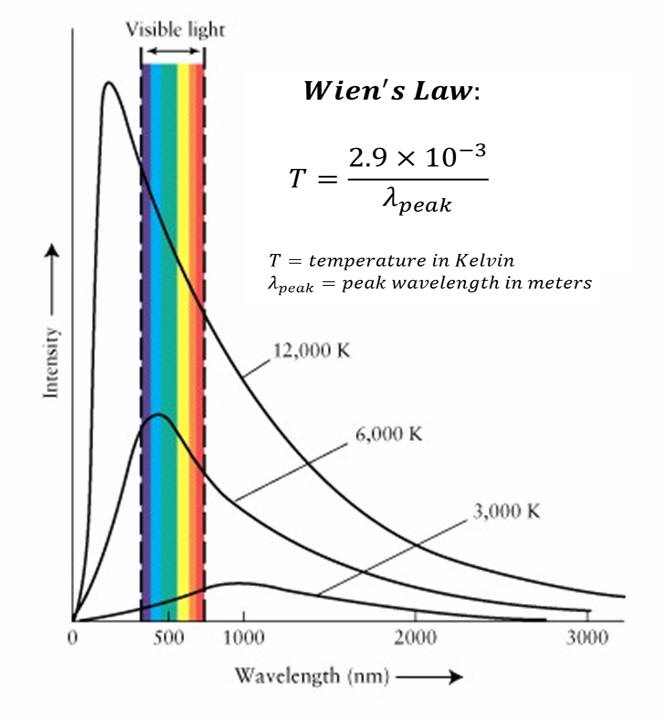 Visible light
Wien's Law:
T = 2.9 × 10⁻³ / λpeak
T = temperature in Kelvin
λpeak = peak wavelength in meters
12,000 K
6,000 K
3,000 K
Intensity
0 500 1000 2000 3000
Wavelength (nm)